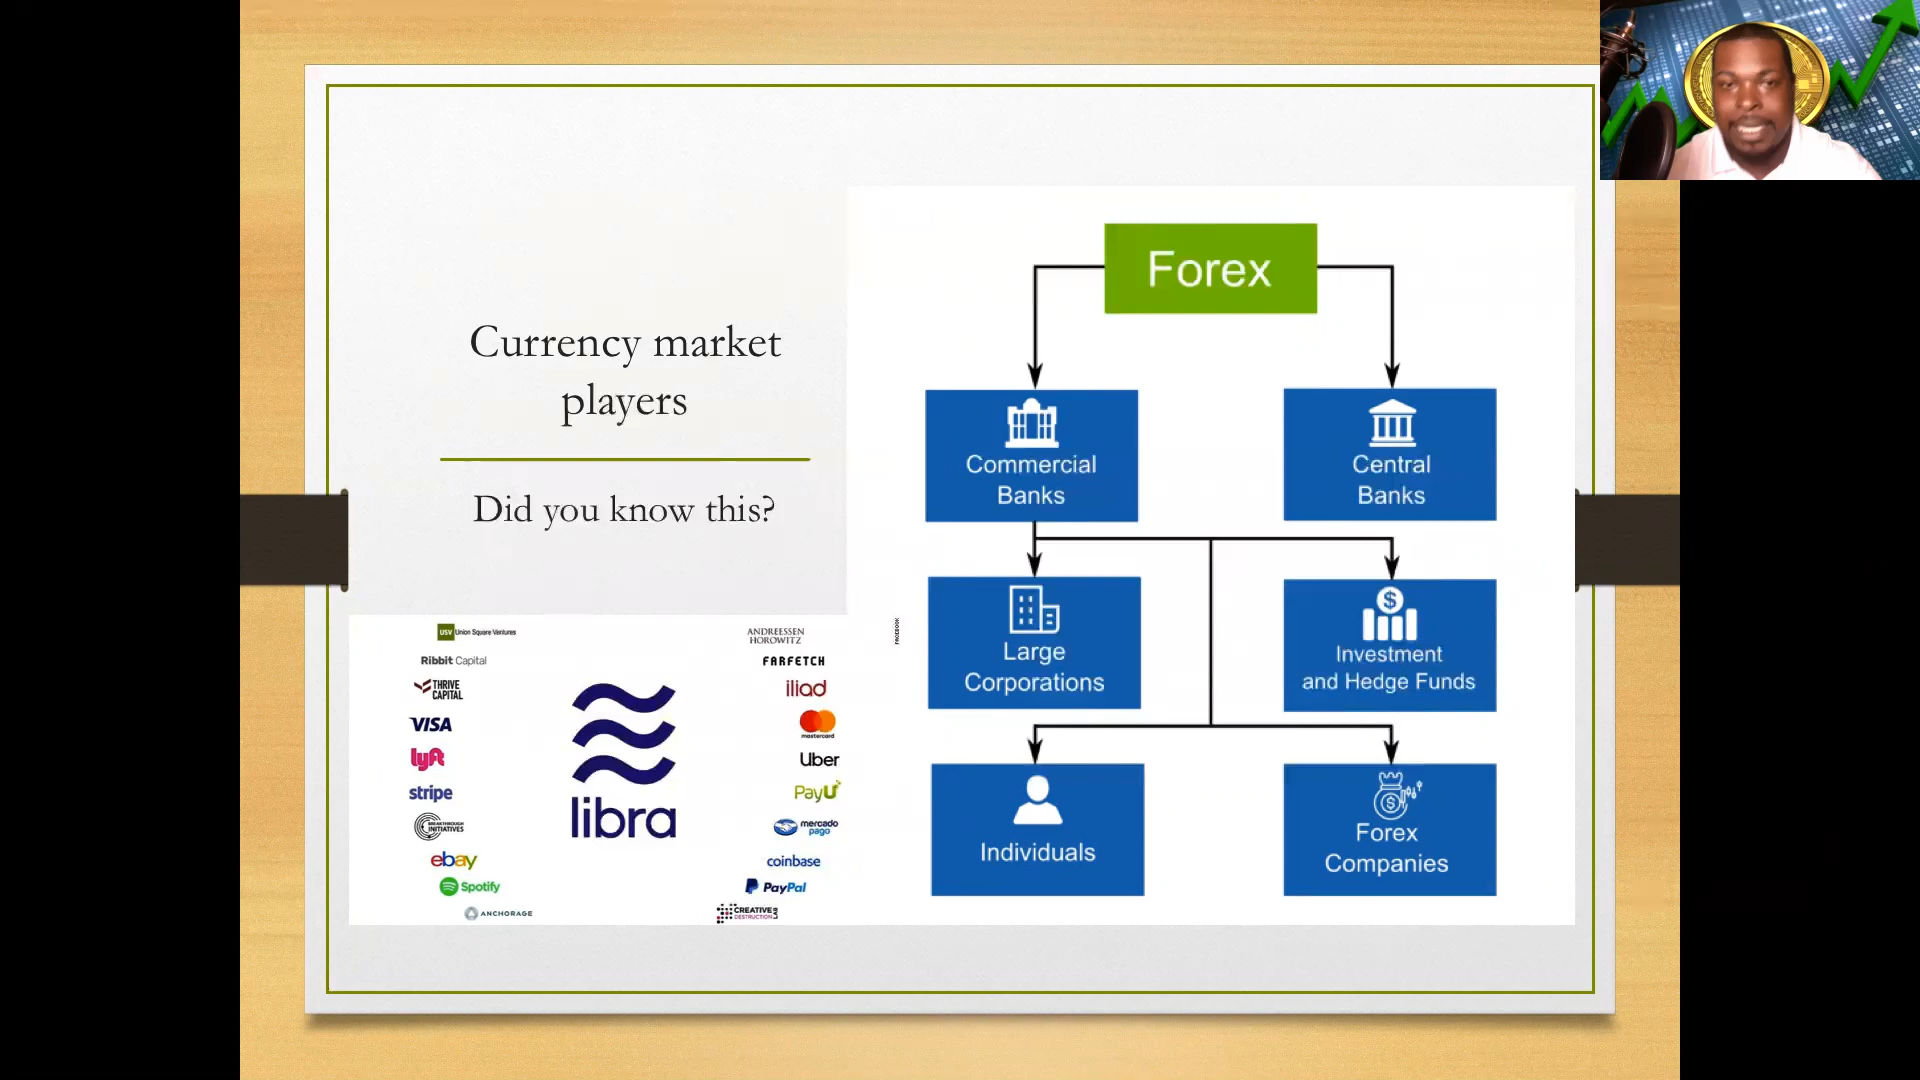 Currency market
players
Did you know this?
Forex
Commercial
Banks
Central
Banks
Large
Corporations
Investment
and Hedge Funds
Individuals
Forex
Companies
FACEBOOK
USV Union Square Ventures
Ribbit Capital
THRIVE
CAPITAL
VISA
lyft
stripe
BREAKTHROUGH
INITIATIVES
ebay
Spotify
ANCHORAGE
libra
ANDREESSEN
HOROWITZ
FARFETCH
iliad
mastercard
Uber
PayU
mercado
pago
coinbase
PayPal
CREATIVE
DESTRUCTION
LAB